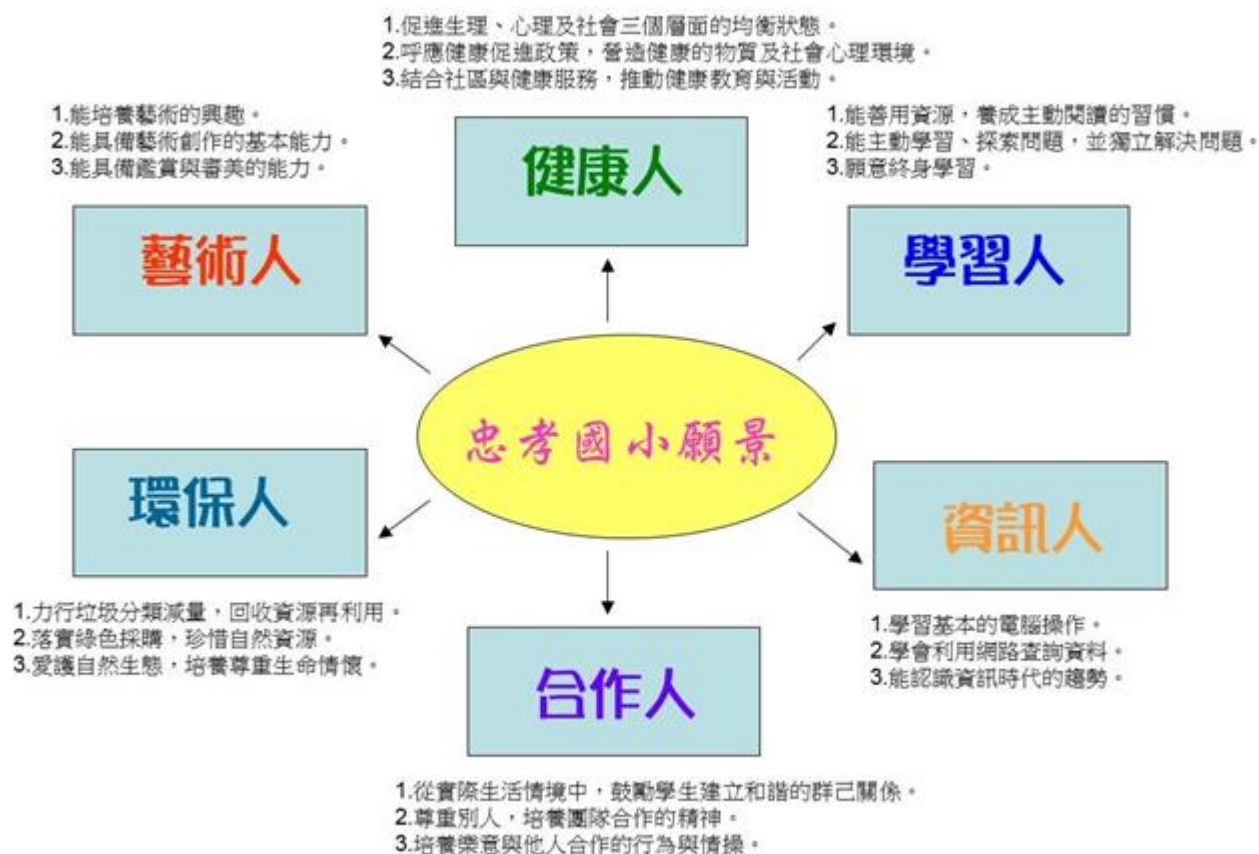 1.促進生理、心理及社會三個層面的均衡狀態。
2.呼應健康促進政策，營造健康的物質及社會心理環境。
3.結合社區與健康服務，推動健康教育與活動。
健康人
1.能培養藝術的興趣。
2.能具備藝術創作的基本能力。
3.能具備鑑賞與審美的能力。
藝術人
1.能善用資源，養成主動閱讀的習慣。
2.能主動學習、探索問題，並獨立解決問題。
3.願意終身學習。
學習人
忠孝國小願景
環保人
1.力行垃圾分類減量，回收資源再利用。
2.落實綠色採購，珍惜自然資源。
3.愛護自然生態，培養尊重生命情懷。
資訊人
1.學習基本的電腦操作。
2.學會利用網路查詢資料。
3.能認識資訊時代的趨勢。
合作人
1.從實際生活情境中，鼓勵學生建立和諧的群己關係。
2.尊重別人，培養團隊合作的精神。
3.培養樂意與他人合作的行為與情操。